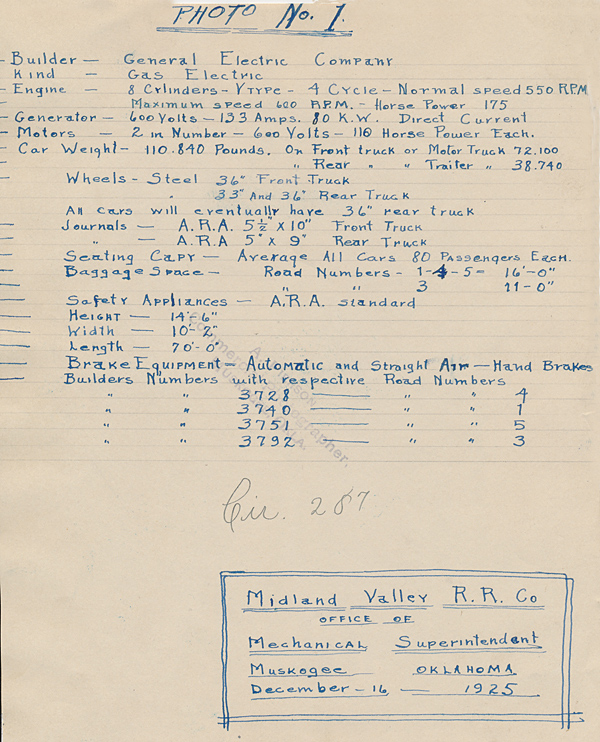 PHOTO No. 1.
Builder — General Electric Company
Kind — Gas Electric
Engine — 8 Cylinders - V Type - 4 Cycle - Normal speed 550 R.P.M
Maximum speed 600 R.P.M. - Horse Power 175
Generator - 600 Volts - 133 Amps. 80 K.W. Direct Current
Motors — 2 in Number - 600 Volts - 110 Horse Power Each.
Car Weight - 110.840 Pounds. On Front truck or Motor Truck 72.100
" Rear " " Trailer " 38.740
Wheels - Steel 36" Front Truck
" 33" And 36" Rear Truck
All cars will eventually have 36" rear truck
Journals — A.R.A. 5½" x 10" Front Truck
" — A.R.A 5" x 9" Rear Truck
Seating Capy — Average All Cars 80 Passengers Each.
Baggage Space — Road Numbers - 1-4-5 = 16'-0"
" " 3 11-0"
Safety Appliances — A.R.A. Standard
Height — 14'-6"
Width — 10'-2"
Length — 70'-0"
Brake Equipment — Automatic and Straight Air — Hand Brakes
Builders Numbers with respective Road Numbers
" " 3728 — " " 4
" " 3740 — " " 1
" " 3751 — " " 5
" " 3792 — " " 3
Cir. 287
Midland Valley R.R. Co
OFFICE OF
Mechanical Superintendent
Muskogee OKLAHOMA
December - 16 — 1925